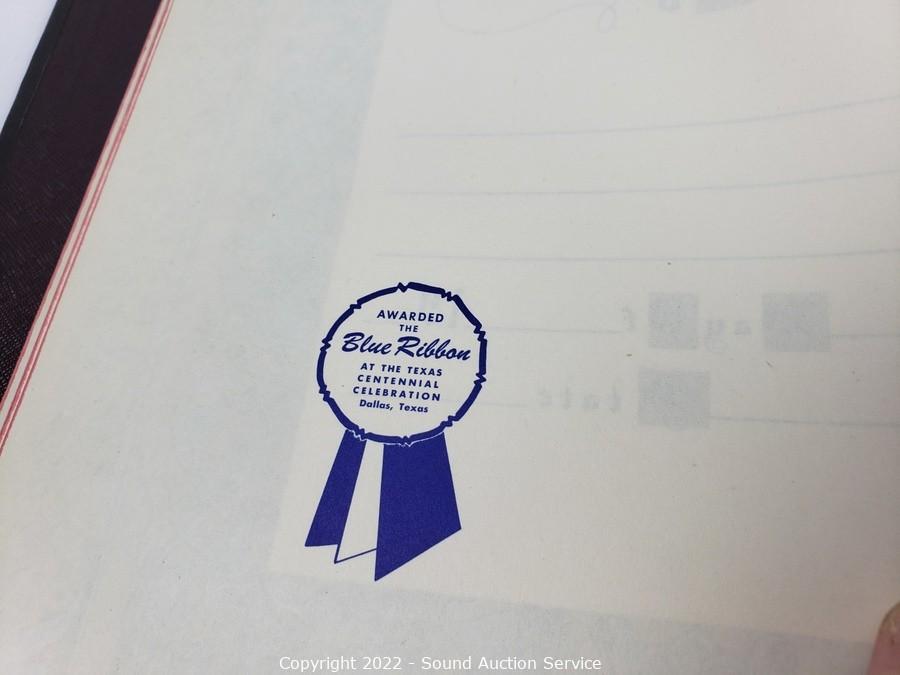 AWARDED
THE
Blue Ribbon
AT THE TEXAS
CENTENNIAL
CELEBRATION
Dallas, Texas
Copyright 2022 - Sound Auction Service